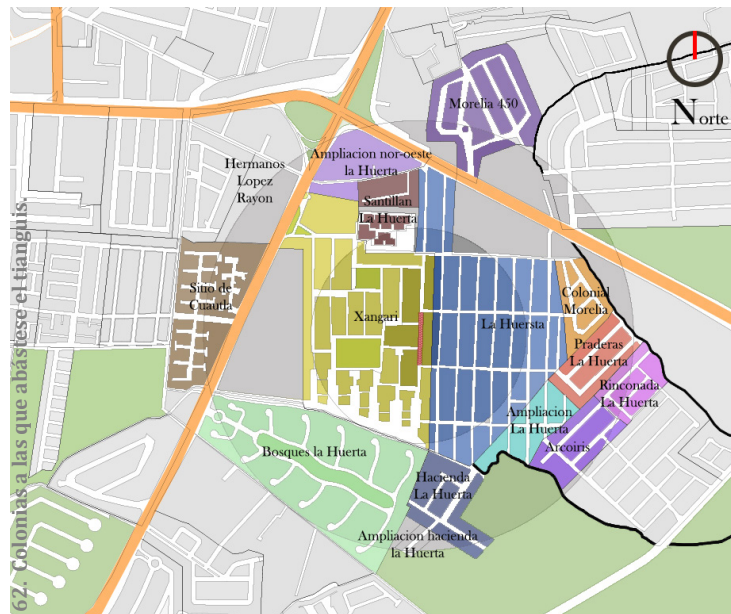 Morelia 450
Norte
Ampliacion nor-oeste
la Huerta
Hermanos
Lopez
Rayon
Santillan
La Huerta
Sitio de
Cuautla
Xangari
La Huersta
Colonial
Morelia
Praderas
La Huerta
Rinconada
La Huerta
Ampliacion
La Huerta
Arcoiris
Bosques la Huerta
Hacienda
La Huerta
Ampliacion hacienda
la Huerta
62. Colonias a las que abástese el tianguis.